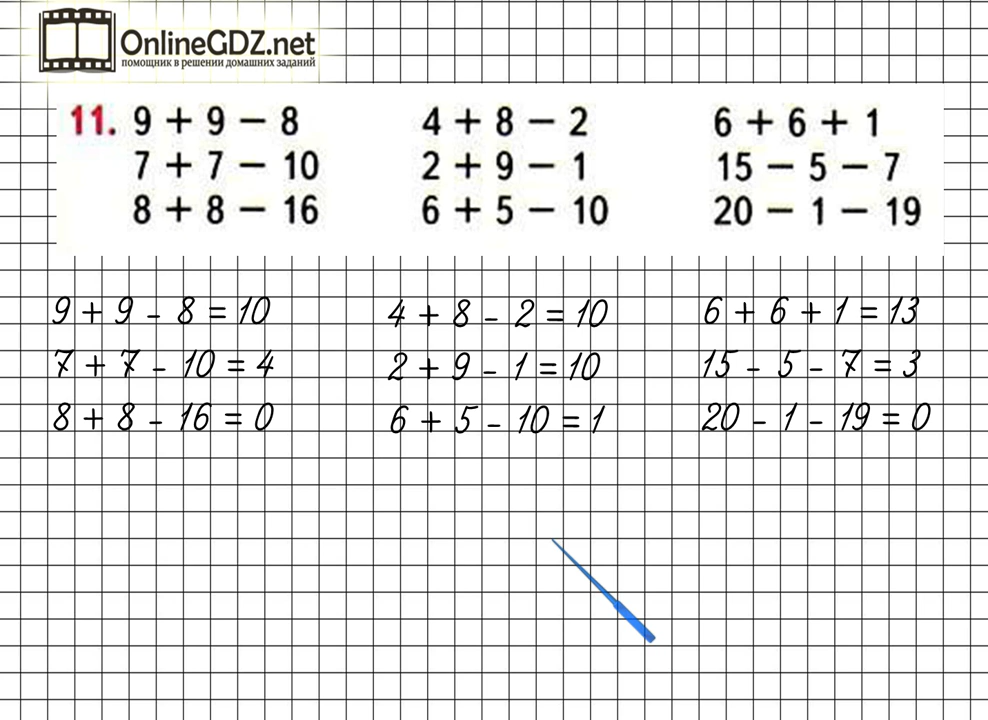 OnlineGDZ.net
помощник в решении домашних заданий
11. 9 + 9 − 8
7 + 7 − 10
8 + 8 − 16
4 + 8 − 2
2 + 9 − 1
6 + 5 − 10
6 + 6 + 1
15 − 5 − 7
20 − 1 − 19
9 + 9 - 8 = 10
7 + 7 - 10 = 4
8 + 8 - 16 = 0
4 + 8 - 2 = 10
2 + 9 - 1 = 10
6 + 5 - 10 = 1
6 + 6 + 1 = 13
15 - 5 - 7 = 3
20 - 1 - 19 = 0